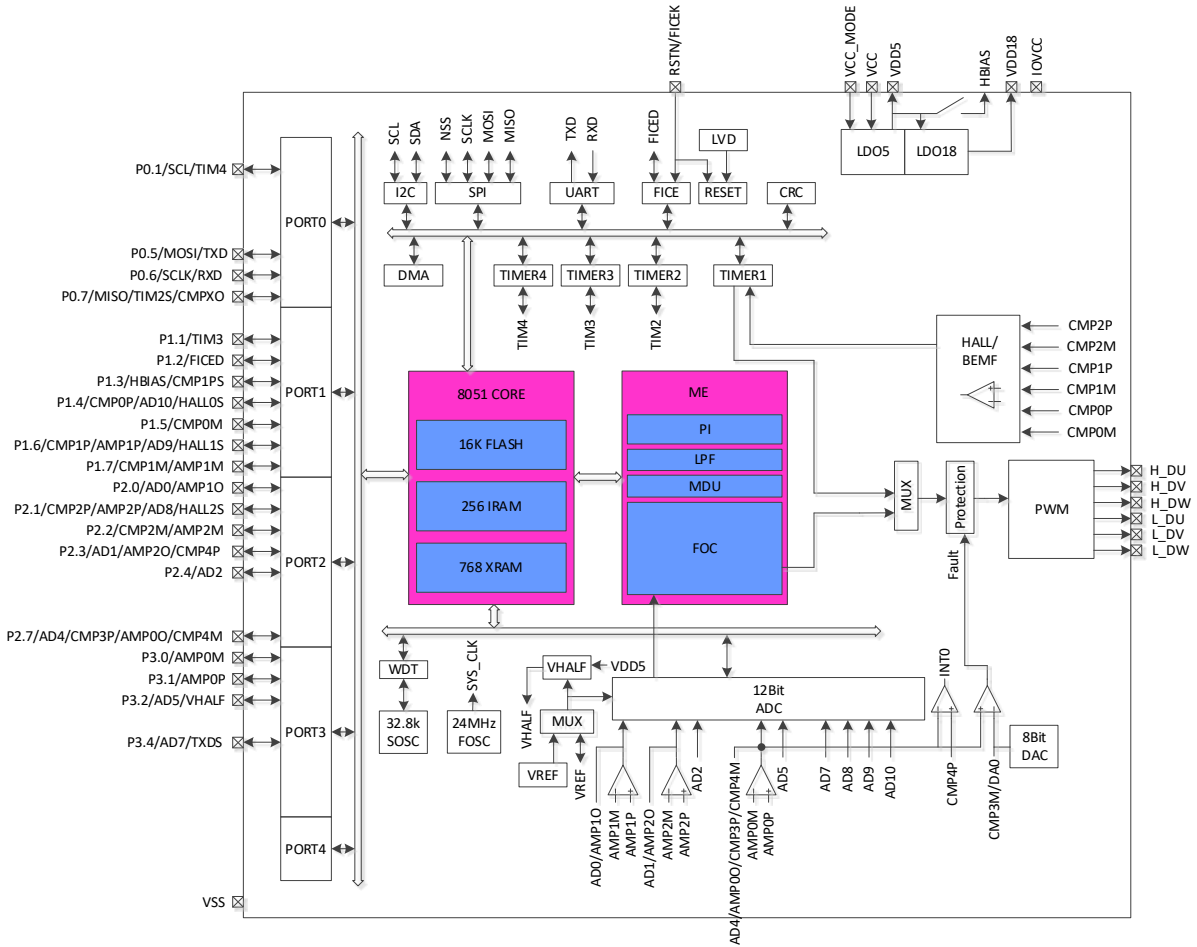 RSTN/FICEK
VCC_MODE
VCC
VDD5
HBIAS
VDD18
IOVCC
SCL
SDA
NSS
SCLK
MOSI
MISO
TXD
RXD
FICED
LVD
LDO5
LDO18
I2C
SPI
UART
FICE
RESET
CRC
DMA
TIMER4
TIMER3
TIMER2
TIMER1
TIM4
TIM3
TIM2
P0.1/SCL/TIM4
P0.5/MOSI/TXD
P0.6/SCLK/RXD
P0.7/MISO/TIM2S/CMPXO
P1.1/TIM3
P1.2/FICED
P1.3/HBIAS/CMP1PS
P1.4/CMP0P/AD10/HALL0S
P1.5/CMP0M
P1.6/CMP1P/AMP1P/AD9/HALL1S
P1.7/CMP1M/AMP1M
P2.0/AD0/AMP1O
P2.1/CMP2P/AMP2P/AD8/HALL2S
P2.2/CMP2M/AMP2M
P2.3/AD1/AMP2O/CMP4P
P2.4/AD2
P2.7/AD4/CMP3P/AMP0O/CMP4M
P3.0/AMP0M
P3.1/AMP0P
P3.2/AD5/VHALF
P3.4/AD7/TXDS
VSS
PORT0
PORT1
PORT2
PORT3
PORT4
8051 CORE
16K FLASH
256 IRAM
768 XRAM
ME
PI
LPF
MDU
FOC
HALL/
BEMF
CMP2P
CMP2M
CMP1P
CMP1M
CMP0P
CMP0M
MUX
Protection
PWM
H_DU
H_DV
H_DW
L_DU
L_DV
L_DW
Fault
WDT
32.8k
SOSC
SYS_CLK
24MHz
FOSC
VHALF
VDD5
VHALF
MUX
VREF
VREF
12Bit
ADC
INT0
8Bit
DAC
AD0/AMP1O
AMP1M
AMP1P
AD1/AMP2O
AMP2M
AMP2P
AD2
AD4/AMP0O/CMP3P/CMP4M
AMP0M
AMP0P
AD5
AD7
AD8
AD9
AD10
CMP4P
CMP3M/DA0